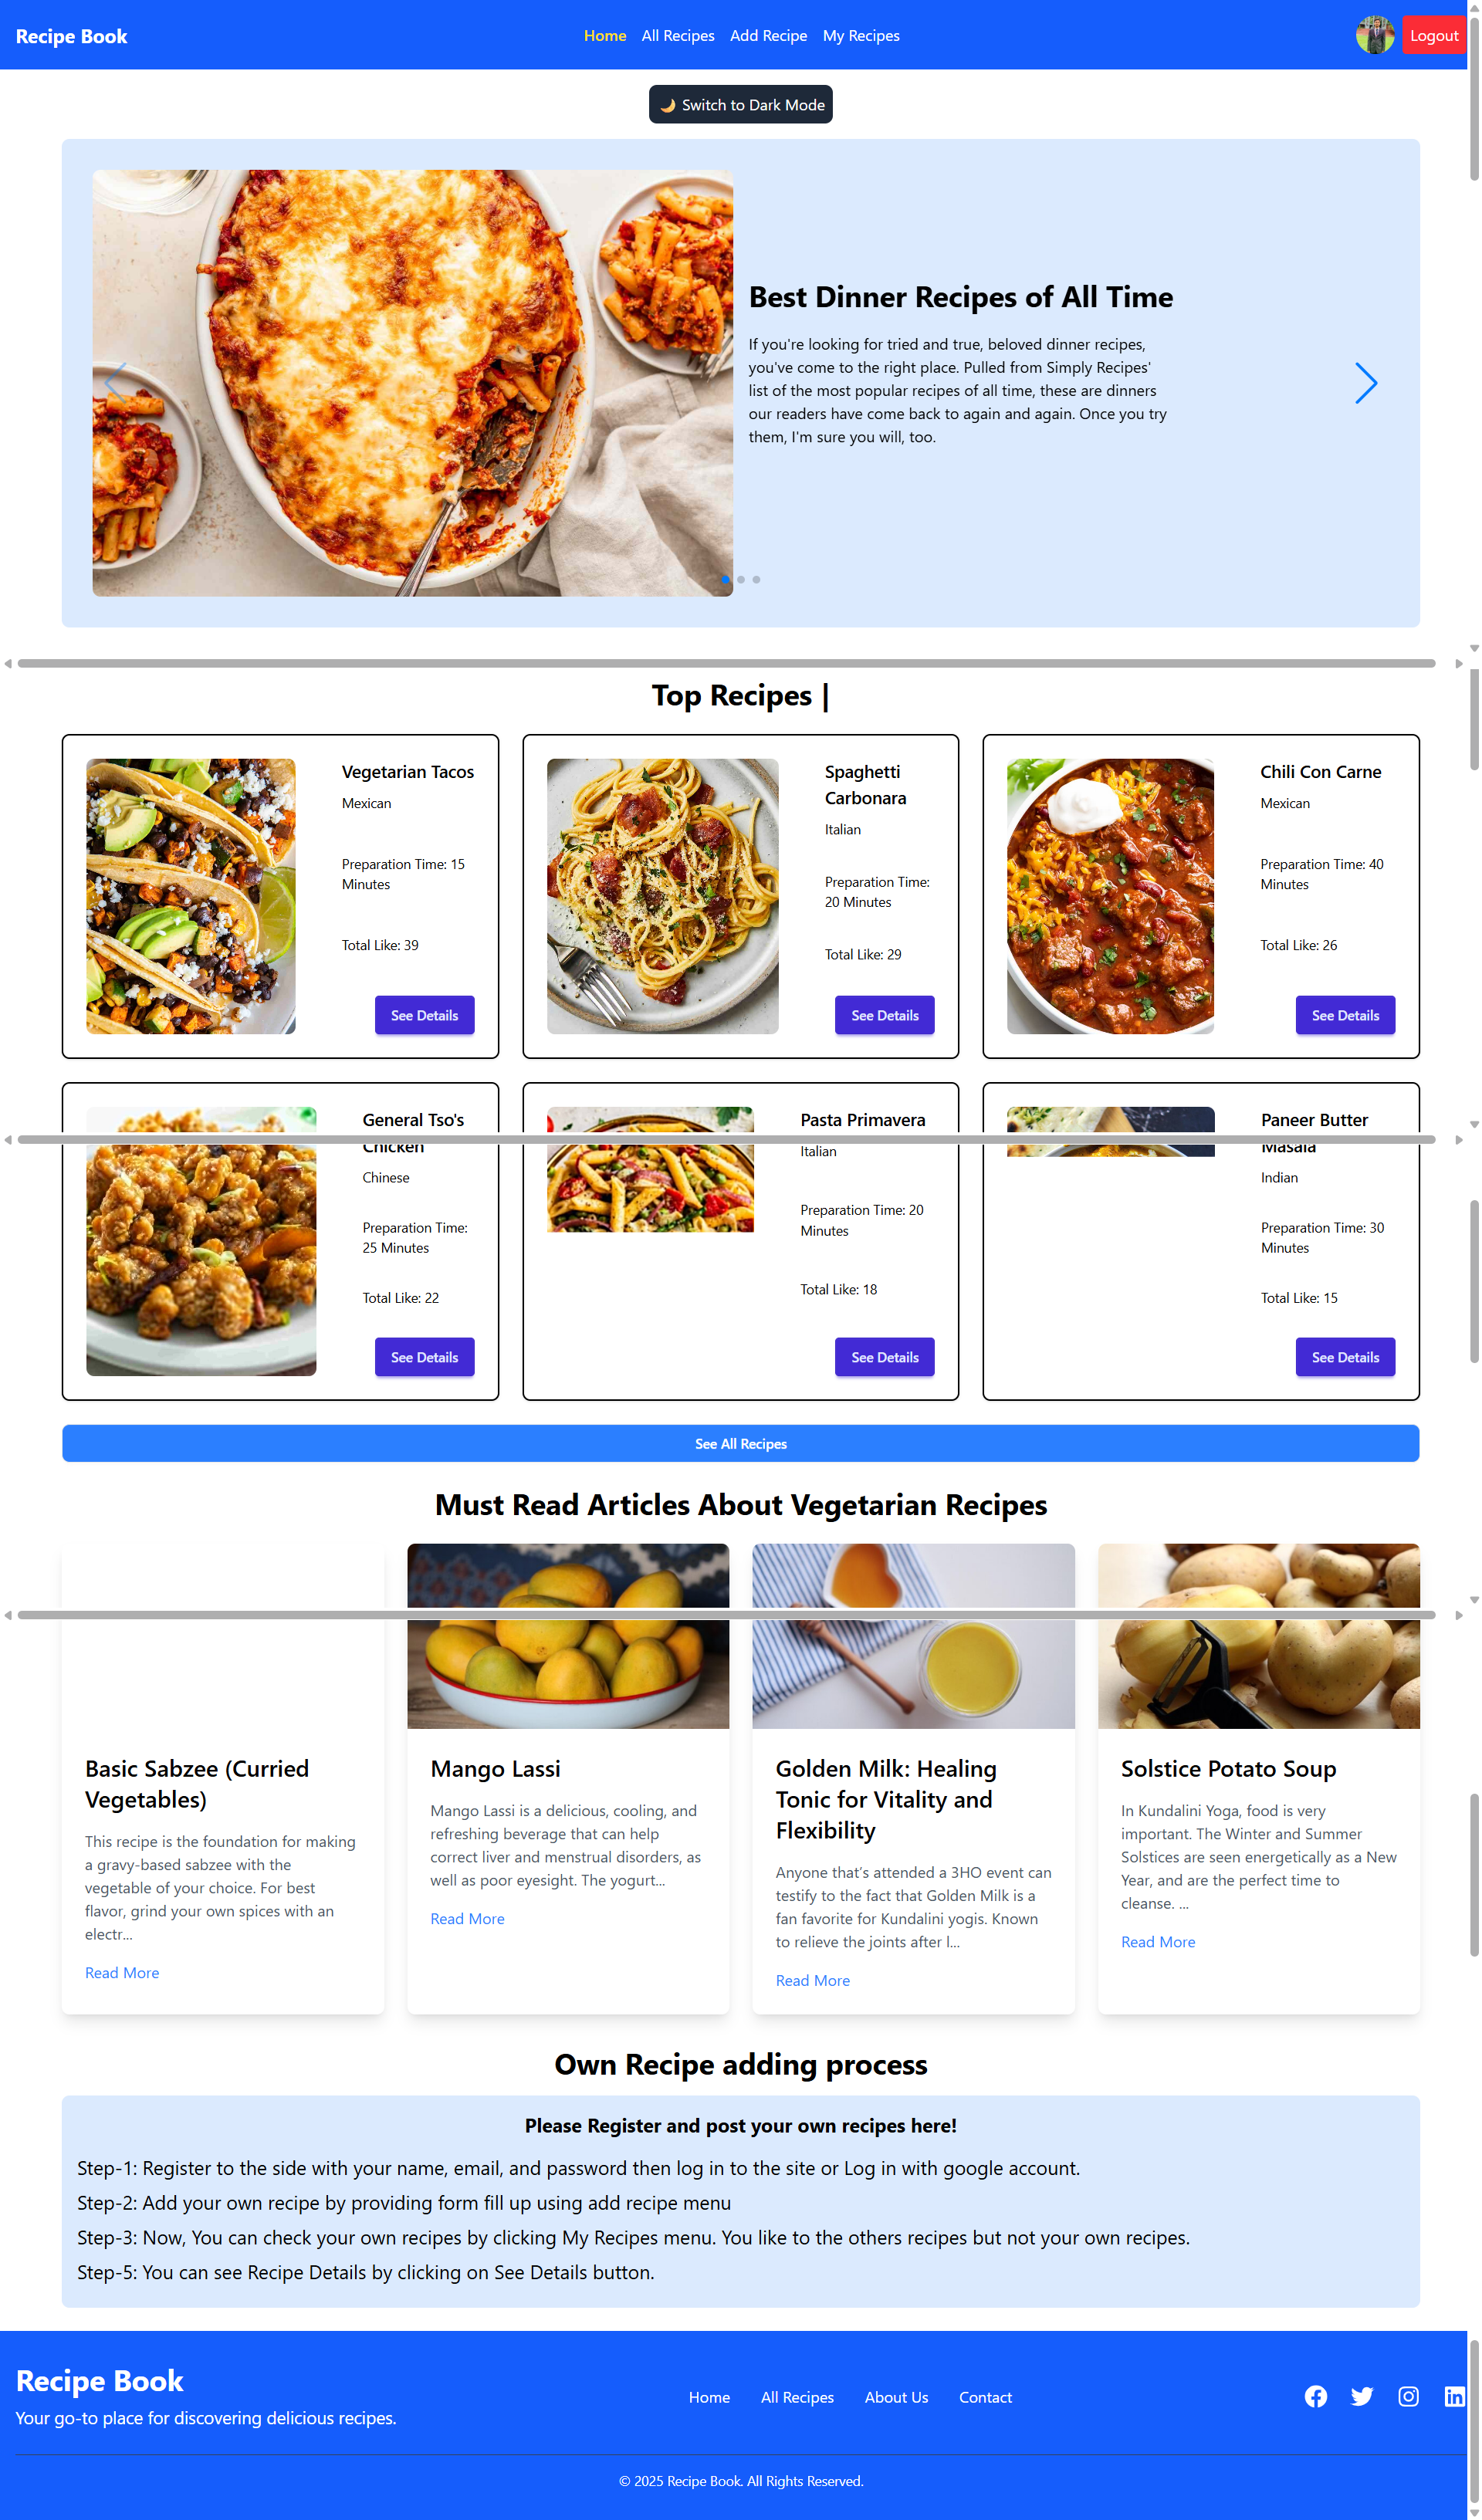 Recipe Book
Home
All Recipes
Add Recipe
My Recipes
Logout
🌙 Switch to Dark Mode
Best Dinner Recipes of All Time
If you're looking for tried and true, beloved dinner recipes,
you've come to the right place. Pulled from Simply Recipes'
list of the most popular recipes of all time, these are dinners
our readers have come back to again and again. Once you try
them, I'm sure you will, too.
Top Recipes |
Vegetarian Tacos
Mexican
Preparation Time: 15
Minutes
Total Like: 39
See Details
Spaghetti
Carbonara
Italian
Preparation Time:
20 Minutes
Total Like: 29
See Details
Chili Con Carne
Mexican
Preparation Time: 40
Minutes
Total Like: 26
See Details
General Tso's
Chicken
Chinese
Preparation Time:
25 Minutes
Total Like: 22
See Details
Pasta Primavera
Italian
Preparation Time: 20
Minutes
Total Like: 18
See Details
Paneer Butter
Masala
Indian
Preparation Time: 30
Minutes
Total Like: 15
See Details
See All Recipes
Must Read Articles About Vegetarian Recipes
Basic Sabzee (Curried
Vegetables)
This recipe is the foundation for making
a gravy-based sabzee with the
vegetable of your choice. For best
flavor, grind your own spices with an
electr...
Read More
Mango Lassi
Mango Lassi is a delicious, cooling, and
refreshing beverage that can help
correct liver and menstrual disorders, as
well as poor eyesight. The yogurt...
Read More
Golden Milk: Healing
Tonic for Vitality and
Flexibility
Anyone that’s attended a 3HO event can
testify to the fact that Golden Milk is a
fan favorite for Kundalini yogis. Known
to relieve the joints after l...
Read More
Solstice Potato Soup
In Kundalini Yoga, food is very
important. The Winter and Summer
Solstices are seen energetically as a New
Year, and are the perfect time to
cleanse. ...
Read More
Own Recipe adding process
Please Register and post your own recipes here!
Step-1: Register to the side with your name, email, and password then log in to the site or Log in with google account.
Step-2: Add your own recipe by providing form fill up using add recipe menu
Step-3: Now, You can check your own recipes by clicking My Recipes menu. You like to the others recipes but not your own recipes.
Step-5: You can see Recipe Details by clicking on See Details button.
Recipe Book
Your go-to place for discovering delicious recipes.
Home
All Recipes
About Us
Contact
© 2025 Recipe Book. All Rights Reserved.